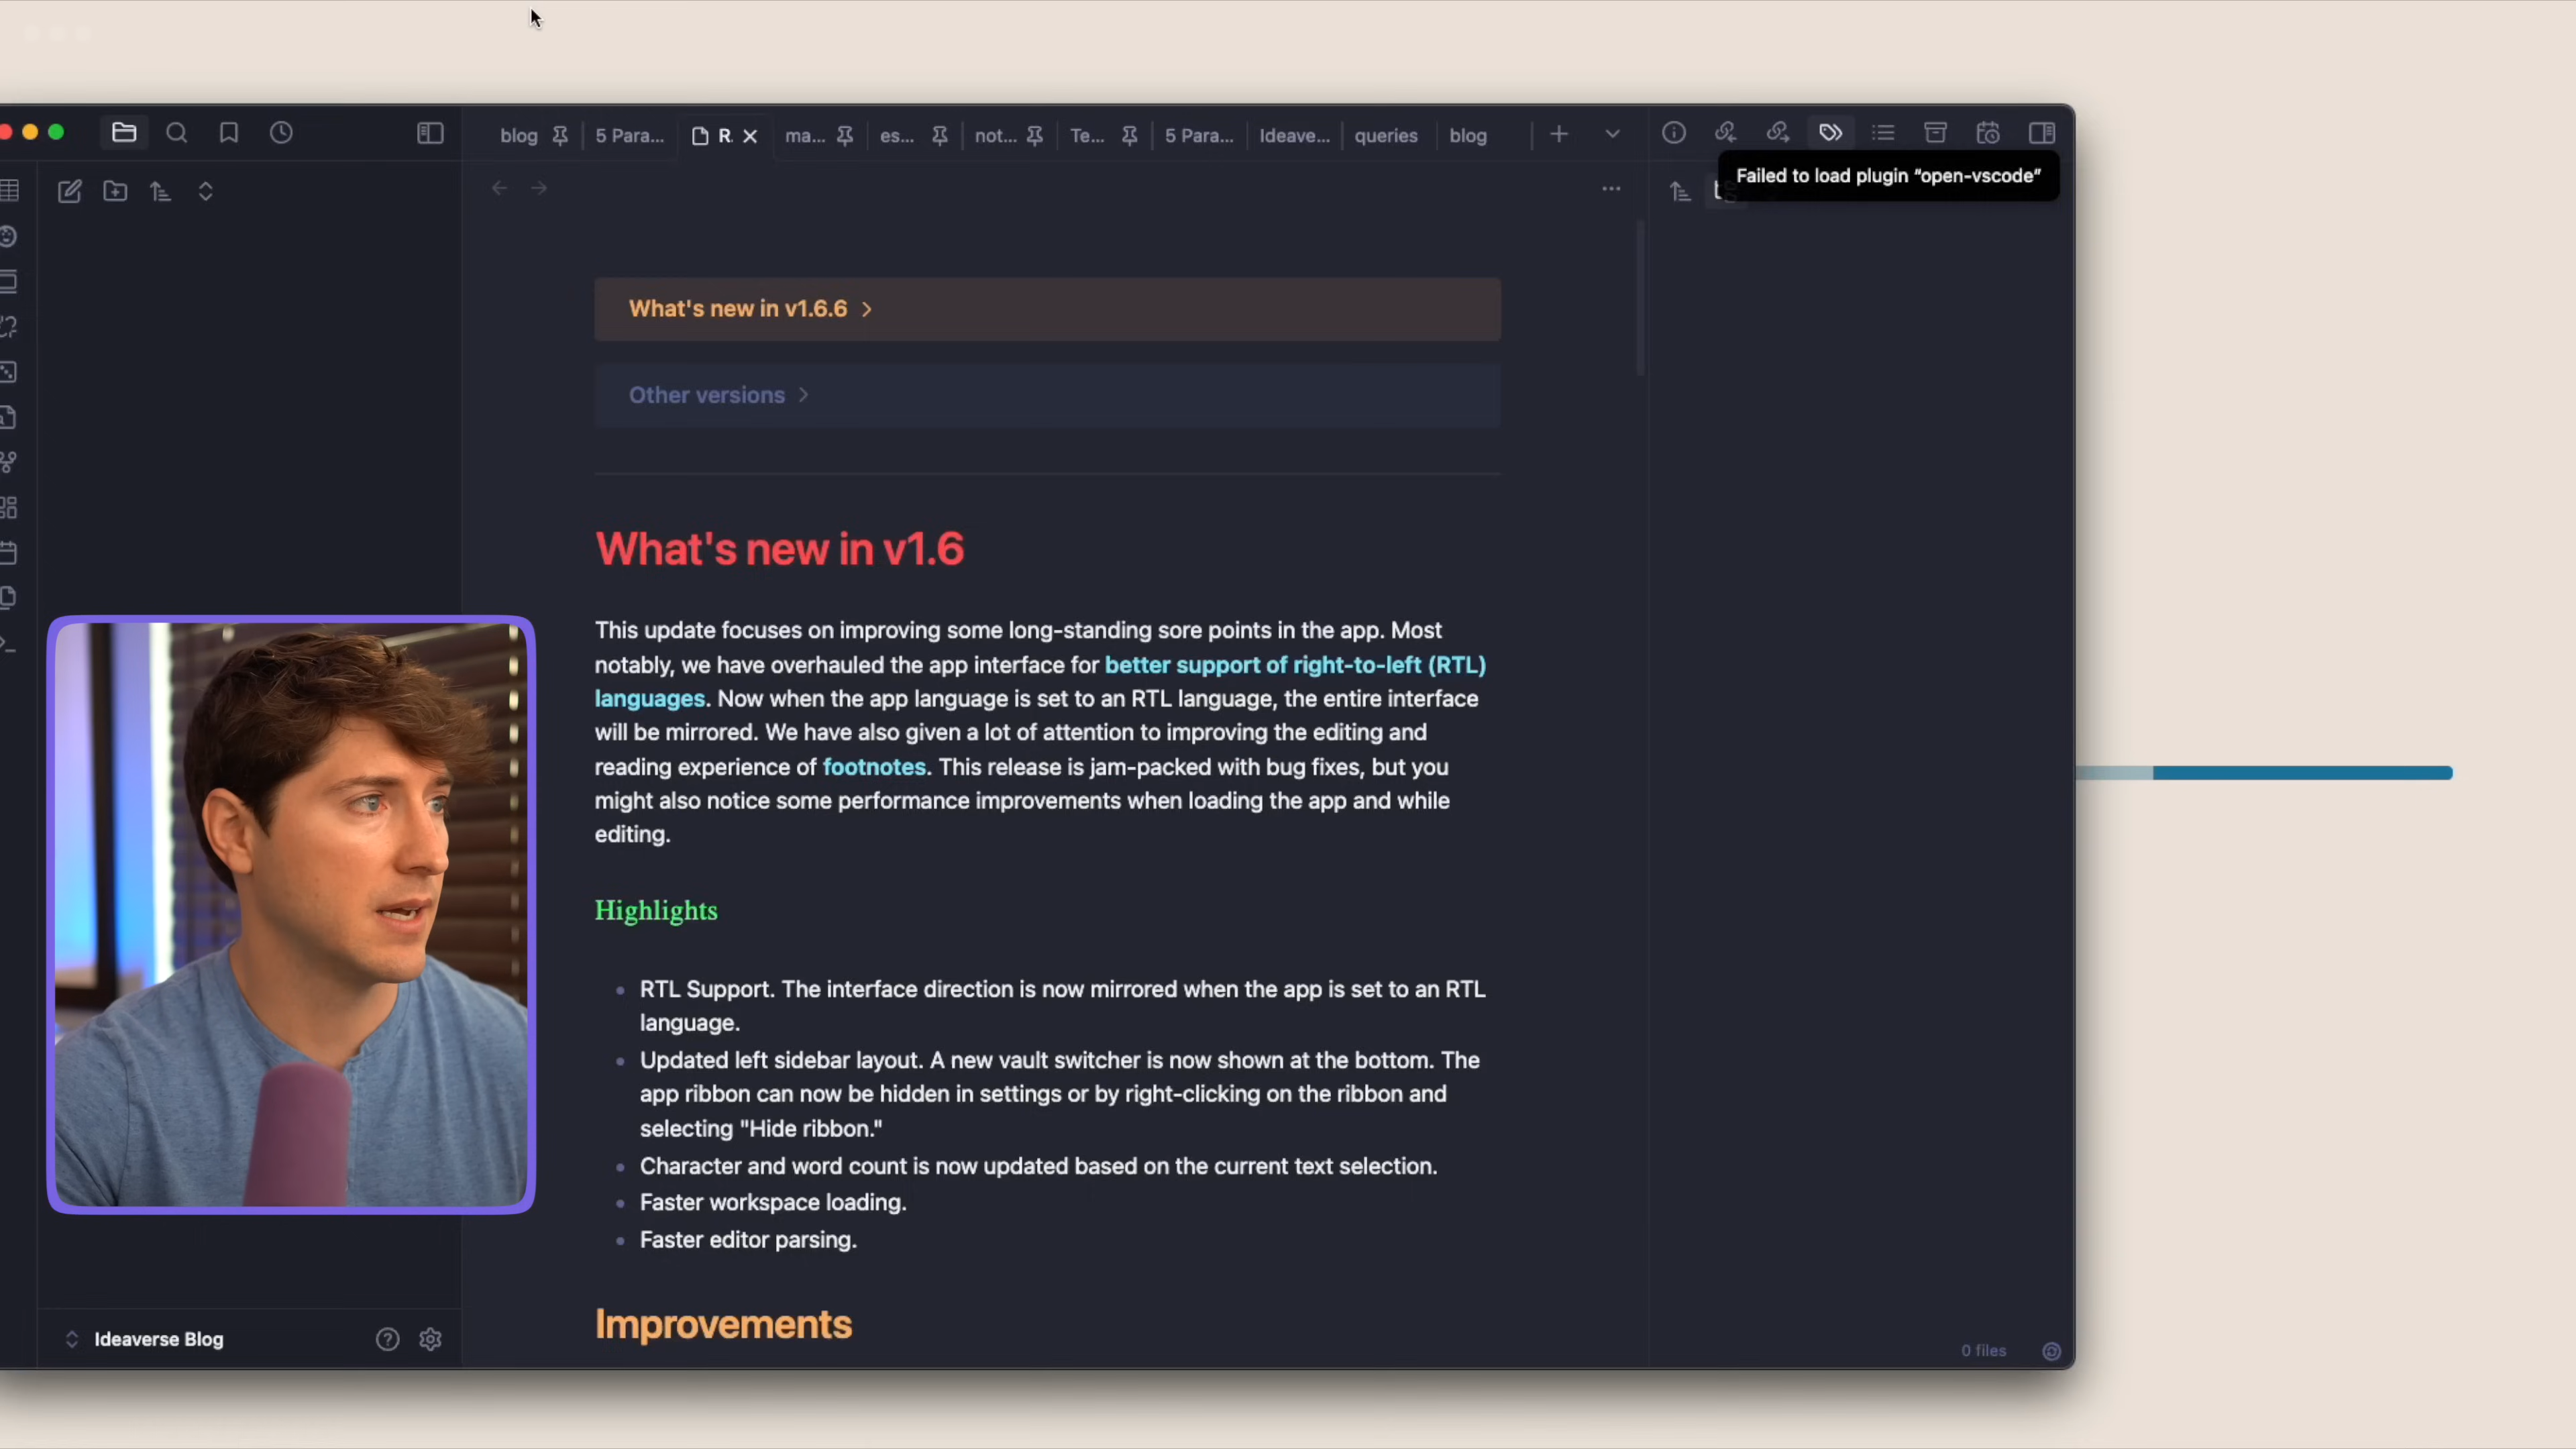 blog
5 Para...
R.
ma...
es...
not...
Te...
5 Para...
Ideave...
queries
blog
Failed to load plugin “open-vscode”
What's new in v1.6.6
Other versions
What's new in v1.6
This update focuses on improving some long-standing sore points in the app. Most
notably, we have overhauled the app interface for better support of right-to-left (RTL)
languages. Now when the app language is set to an RTL language, the entire interface
will be mirrored. We have also given a lot of attention to improving the editing and
reading experience of footnotes. This release is jam-packed with bug fixes, but you
might also notice some performance improvements when loading the app and while
editing.
Highlights
RTL Support. The interface direction is now mirrored when the app is set to an RTL
language.
Updated left sidebar layout. A new vault switcher is now shown at the bottom. The
app ribbon can now be hidden in settings or by right-clicking on the ribbon and
selecting "Hide ribbon."
Character and word count is now updated based on the current text selection.
Faster workspace loading.
Faster editor parsing.
Improvements
Ideaverse Blog
0 files